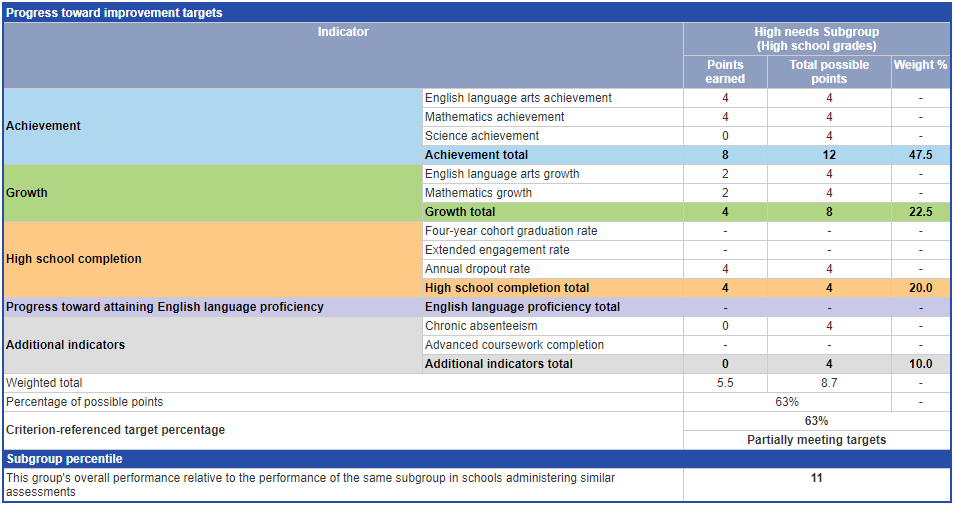 Progress toward improvement targets
Indicator
High needs Subgroup
(High school grades)
Points
earned
Total possible
points
Weight %
Achievement
English language arts achievement 4 4 -
Mathematics achievement 4 4 -
Science achievement 0 4 -
Achievement total 8 12 47.5
Growth
English language arts growth 2 4 -
Mathematics growth 2 4 -
Growth total 4 8 22.5
High school completion
Four-year cohort graduation rate - - -
Extended engagement rate - - -
Annual dropout rate 4 4 -
High school completion total 4 4 20.0
Progress toward attaining English language proficiency English language proficiency total - - -
Additional indicators
Chronic absenteeism 0 4 -
Advanced coursework completion - - -
Additional indicators total 0 4 10.0
Weighted total 5.5 8.7 -
Percentage of possible points 63% -
Criterion-referenced target percentage
63%
Partially meeting targets
Subgroup percentile
This group's overall performance relative to the performance of the same subgroup in schools administering similar
assessments
11